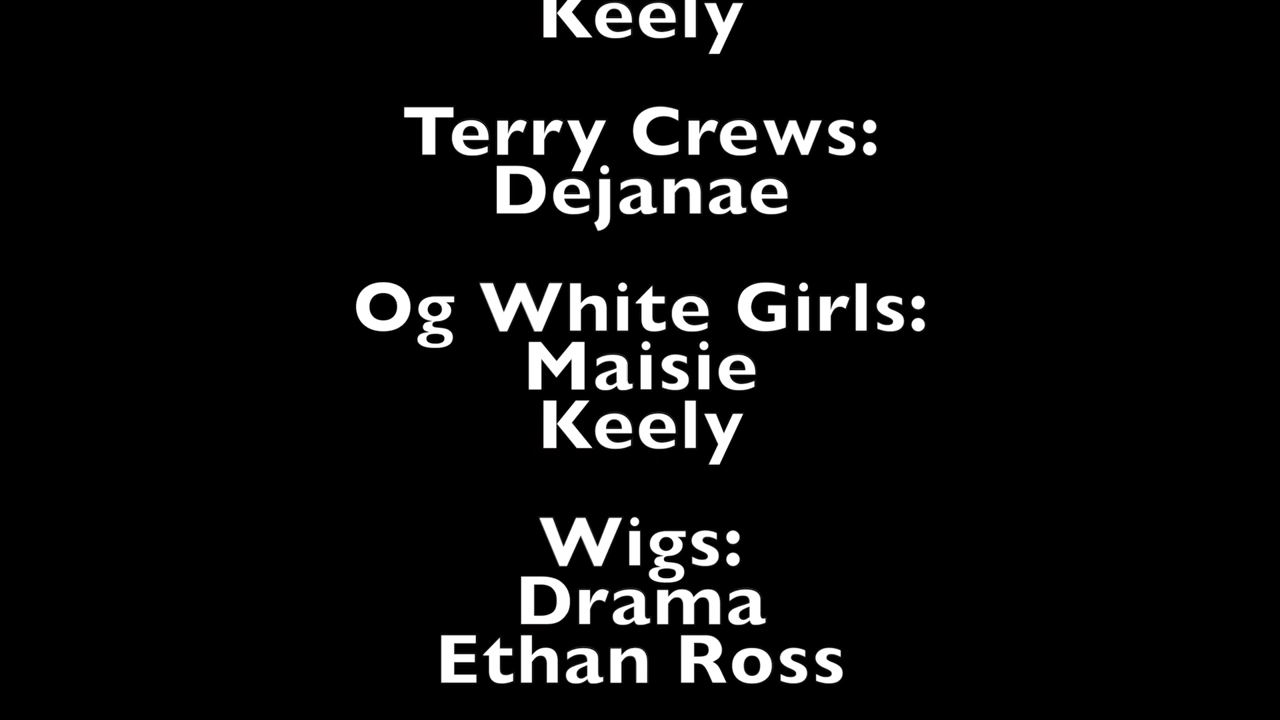 Keely
Terry Crews:
Dejanae
Og White Girls:
Maisie
Keely
Wigs:
Drama
Ethan Ross